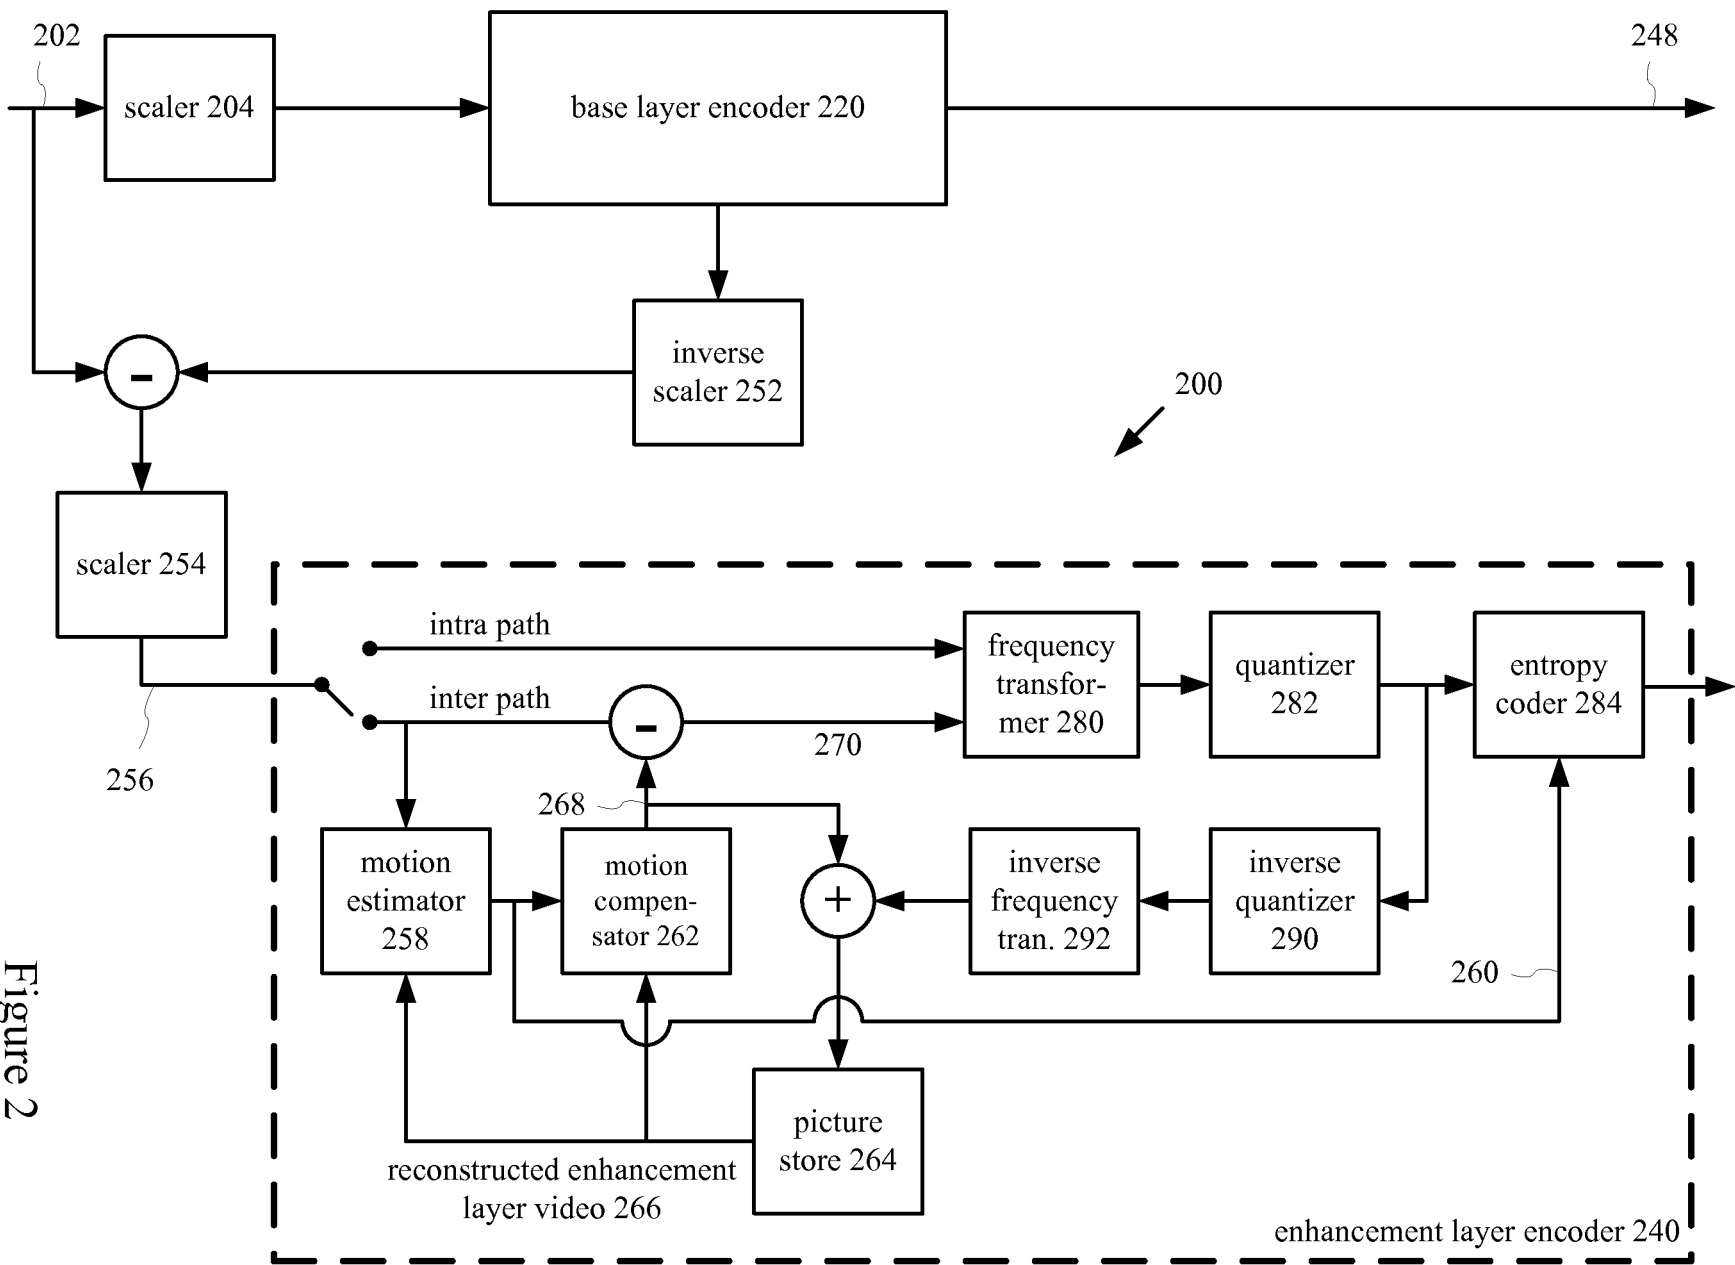 202
248
scaler 204
base layer encoder 220
inverse
scaler 252
200
scaler 254
intra path
inter path
256
frequency
transfor-
mer 280
quantizer
282
entropy
coder 284
270
268
motion
estimator
258
motion
compen-
sator 262
+
inverse
frequency
tran. 292
inverse
quantizer
290
260
picture
store 264
reconstructed enhancement
layer video 266
enhancement layer encoder 240
Figure 2